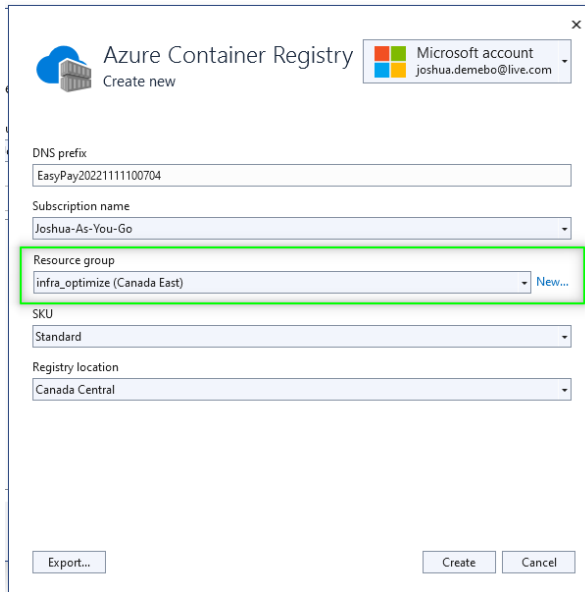 Azure Container Registry
Create new
Microsoft account
joshua.demebo@live.com
DNS prefix
EasyPay20221111100704
Subscription name
Joshua-As-You-Go
Resource group
infra_optimize (Canada East)
New...
SKU
Standard
Registry location
Canada Central
Export...
Create
Cancel